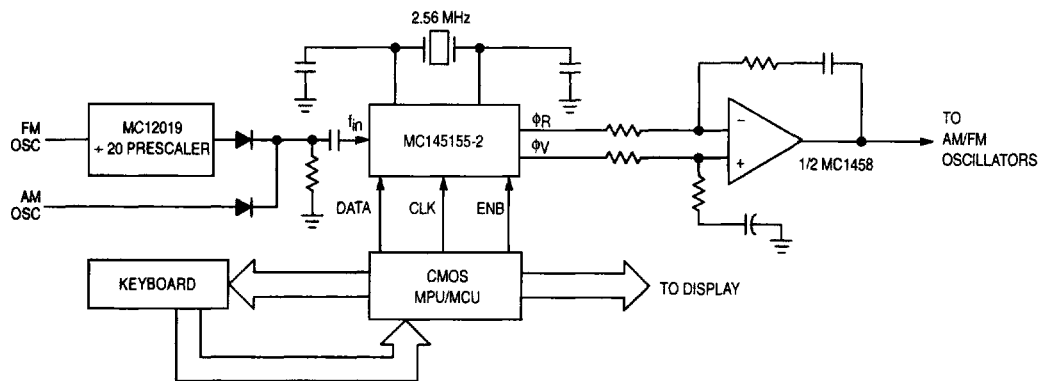 2.56 MHz
FM
OSC
MC12019
÷ 20 PRESCALER
fin
MC145155-2
ϕR
ϕV
−
+
1/2 MC1458
TO
AM/FM
OSCILLATORS
AM
OSC
DATA
CLK
ENB
KEYBOARD
CMOS
MPU/MCU
TO DISPLAY